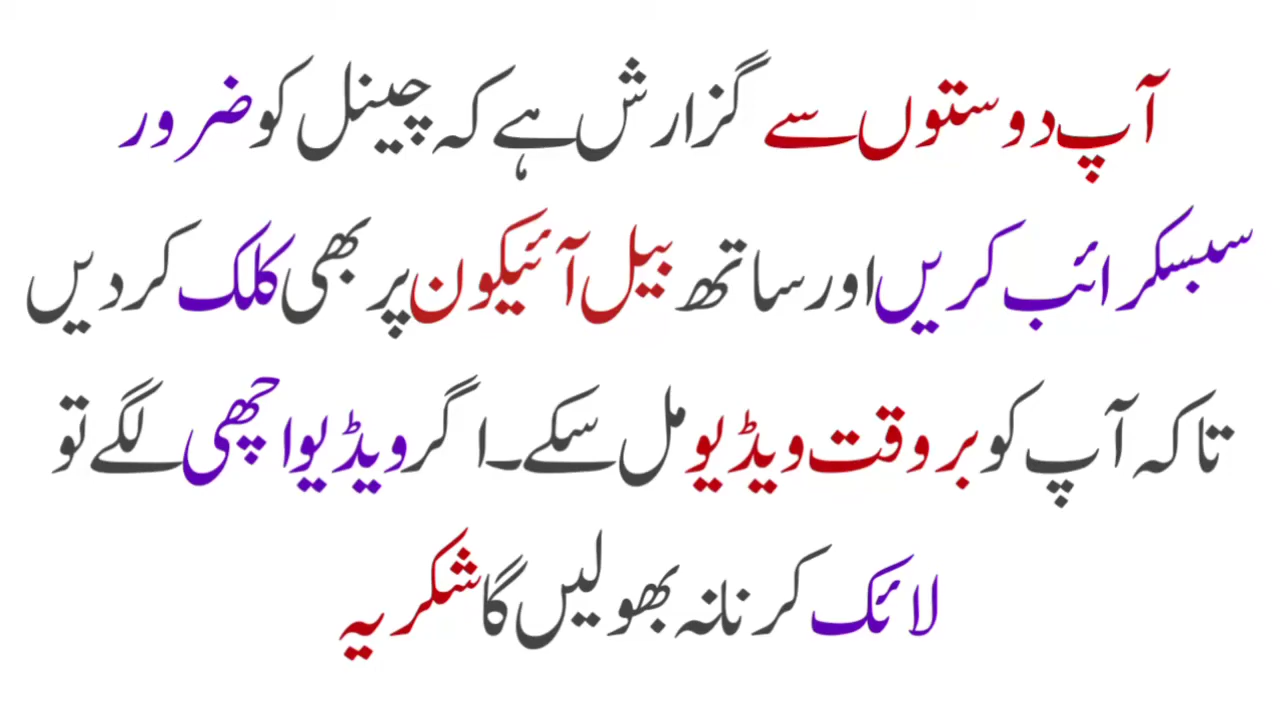 آپ دوستوں سے گزارش ہے کہ چینل کو ضرور
سبسکرائب کریں اور ساتھ بیل آئیکون پر بھی کلک کر دیں
تاکہ آپ کو بروقت ویڈیو مل سکے۔ اگر ویڈیو اچھی لگے تو
لائک کرنا نہ بھولیں گا شکریہ